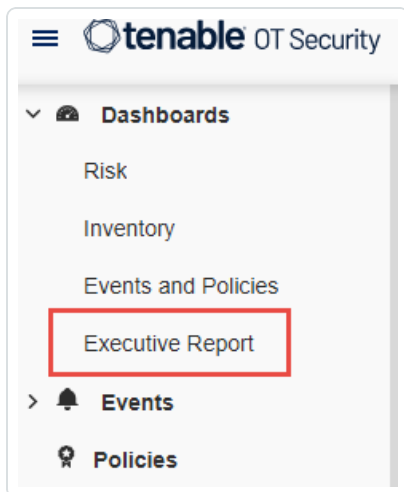 tenable OT Security
Dashboards
Risk
Inventory
Events and Policies
Executive Report
Events
Policies